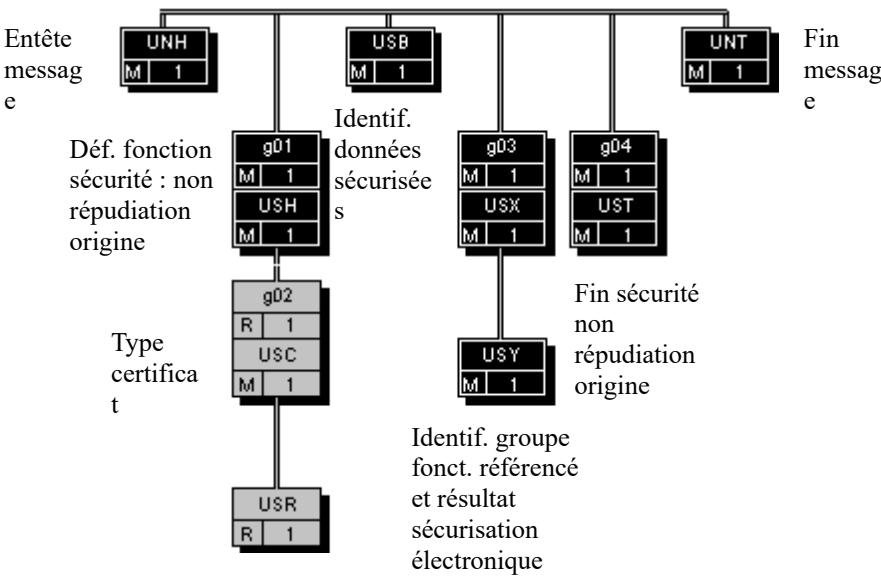 Entête
messag
e
UNH
M 1
USB
M 1
UNT
M 1
Fin
messag
e
Déf. fonction
sécurité : non
répudiation
origine
g01
M 1
USH
M 1
Identif.
données
sécurisée
s
g03
M 1
USX
M 1
g04
M 1
UST
M 1
Type
certifica
t
g02
R 1
USC
M 1
USY
M 1
Fin sécurité
non
répudiation
origine
Identif. groupe
fonct. référencé
et résultat
sécurisation
électronique
USR
R 1